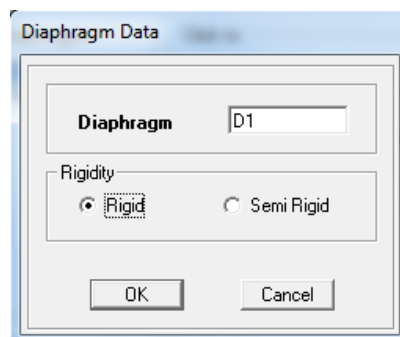 Diaphragm Data
Diaphragm D1
Rigidity
Rigid Semi Rigid
OK Cancel